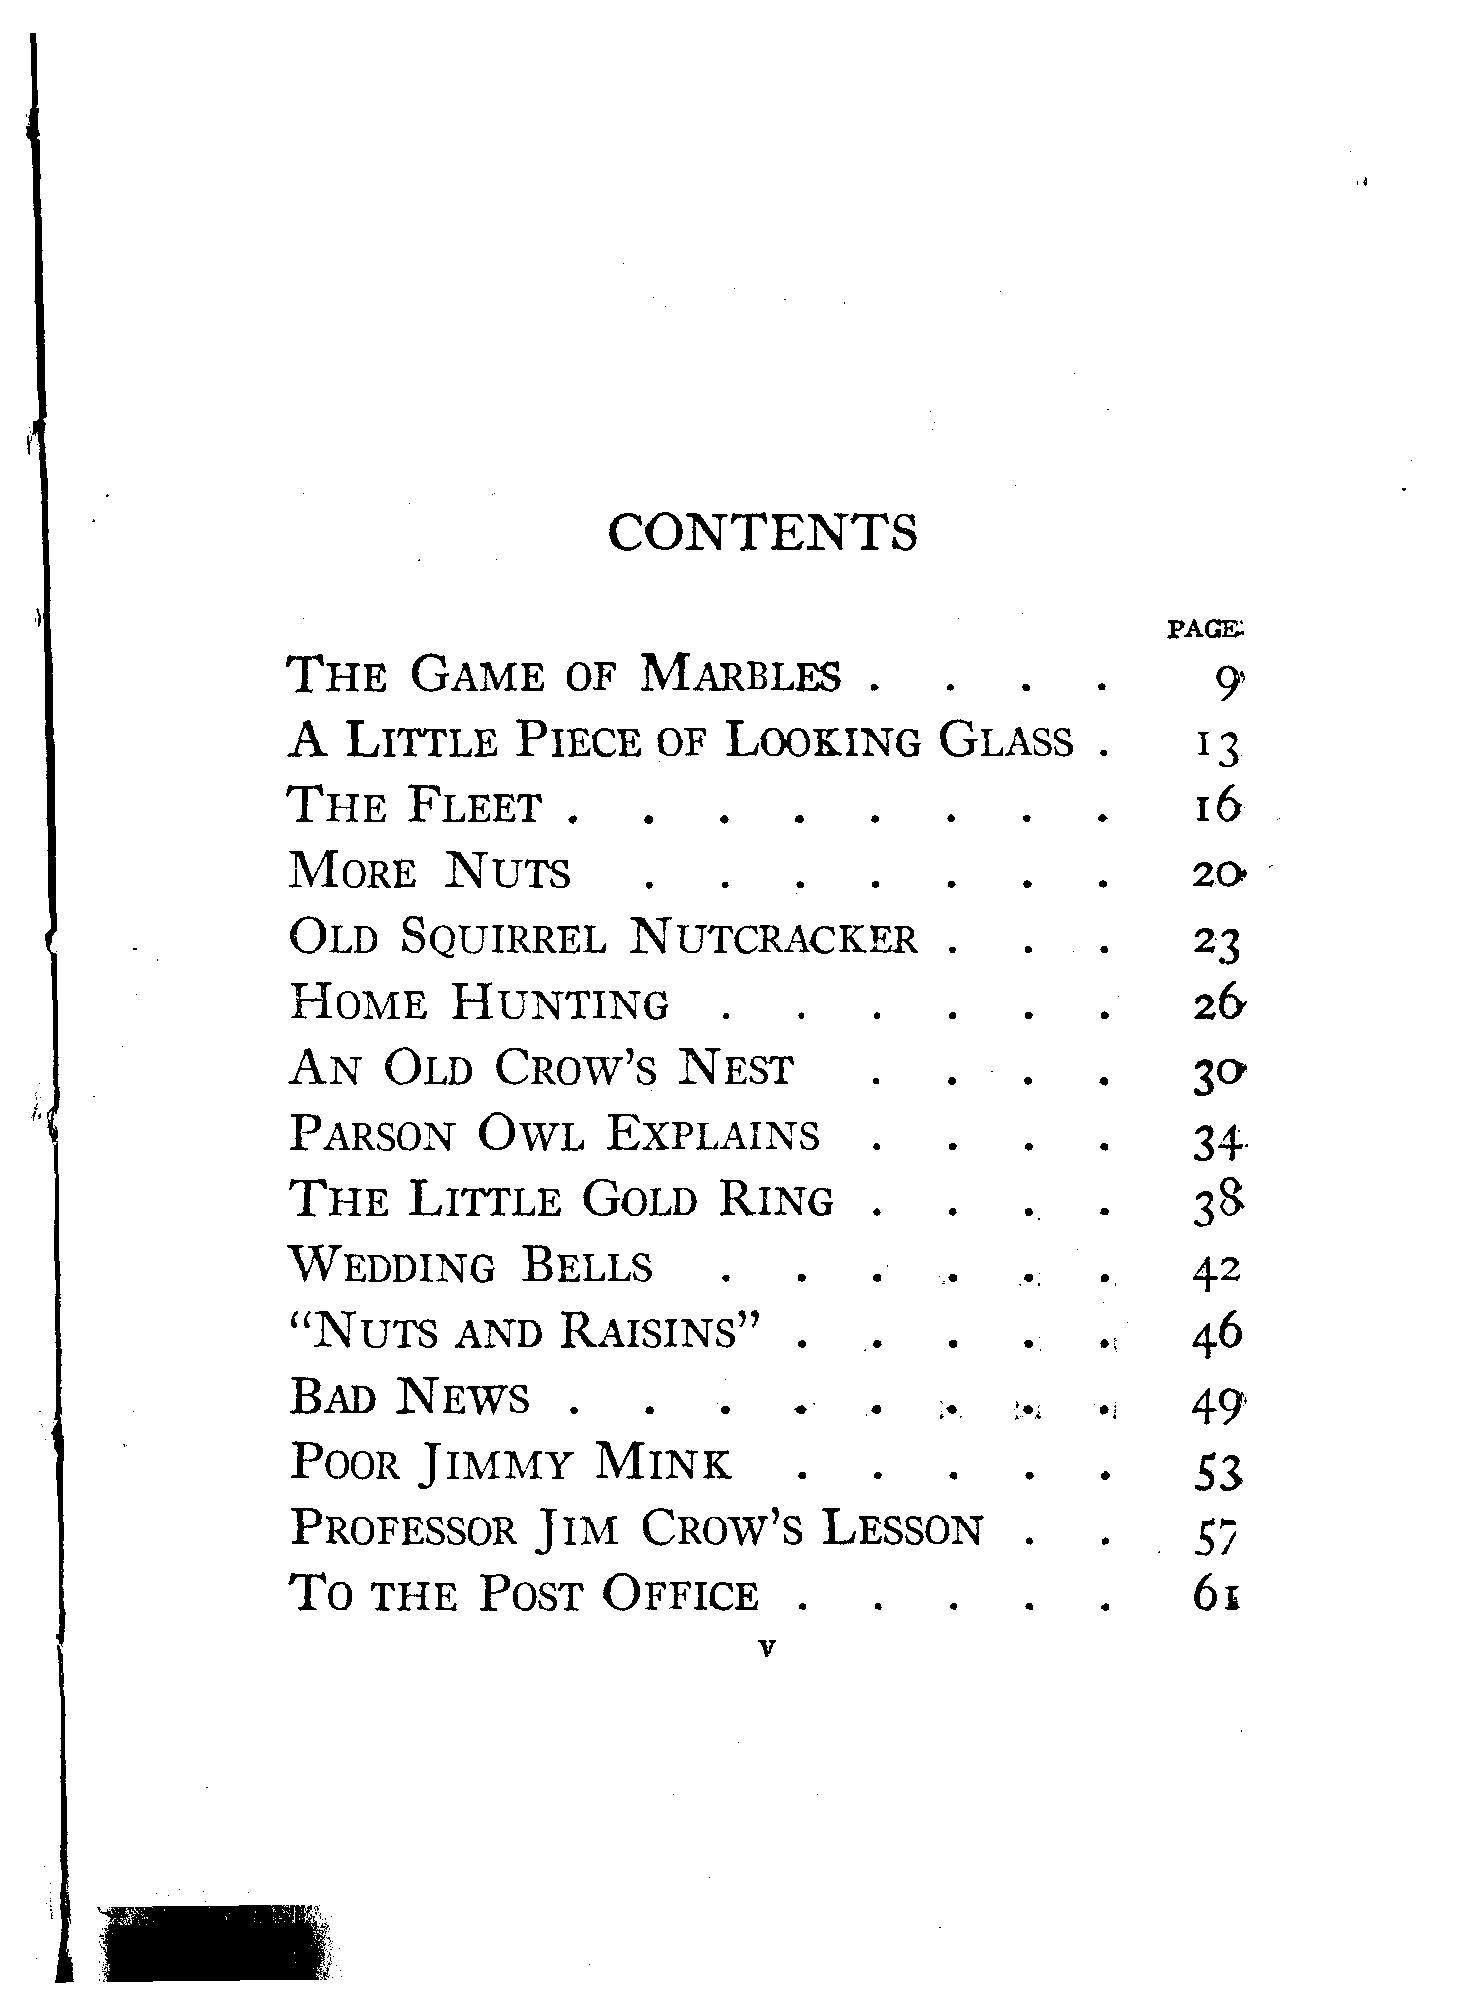 CONTENTS
PAGE
THE GAME OF MARBLES . . . . 9
A LITTLE PIECE OF LOOKING GLASS . 13
THE FLEET . . . . . . . . 16
MORE NUTS . . . . . . . 20
OLD SQUIRREL NUTCRACKER . . . 23
HOME HUNTING . . . . . . 26
AN OLD CROW'S NEST . . . . 30
PARSON OWL EXPLAINS . . . . 34
THE LITTLE GOLD RING . . . . 38
WEDDING BELLS . . . . . . 42
“NUTS AND RAISINS” . . . . . 46
BAD NEWS . . . . . . . . 49
POOR JIMMY MINK . . . . . 53
PROFESSOR JIM CROW'S LESSON . . 57
TO THE POST OFFICE . . . . . 61
v